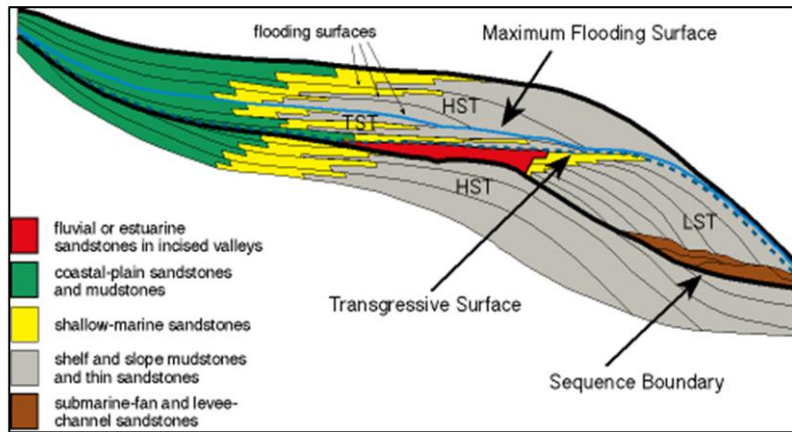 flooding surfaces
Maximum Flooding Surface
HST
TST
HST
LST
Transgressive Surface
Sequence Boundary
fluvial or estuarine
sandstones in incised valleys
coastal-plain sandstones
and mudstones
shallow-marine sandstones
shelf and slope mudstones
and thin sandstones
submarine-fan and levee-
channel sandstones